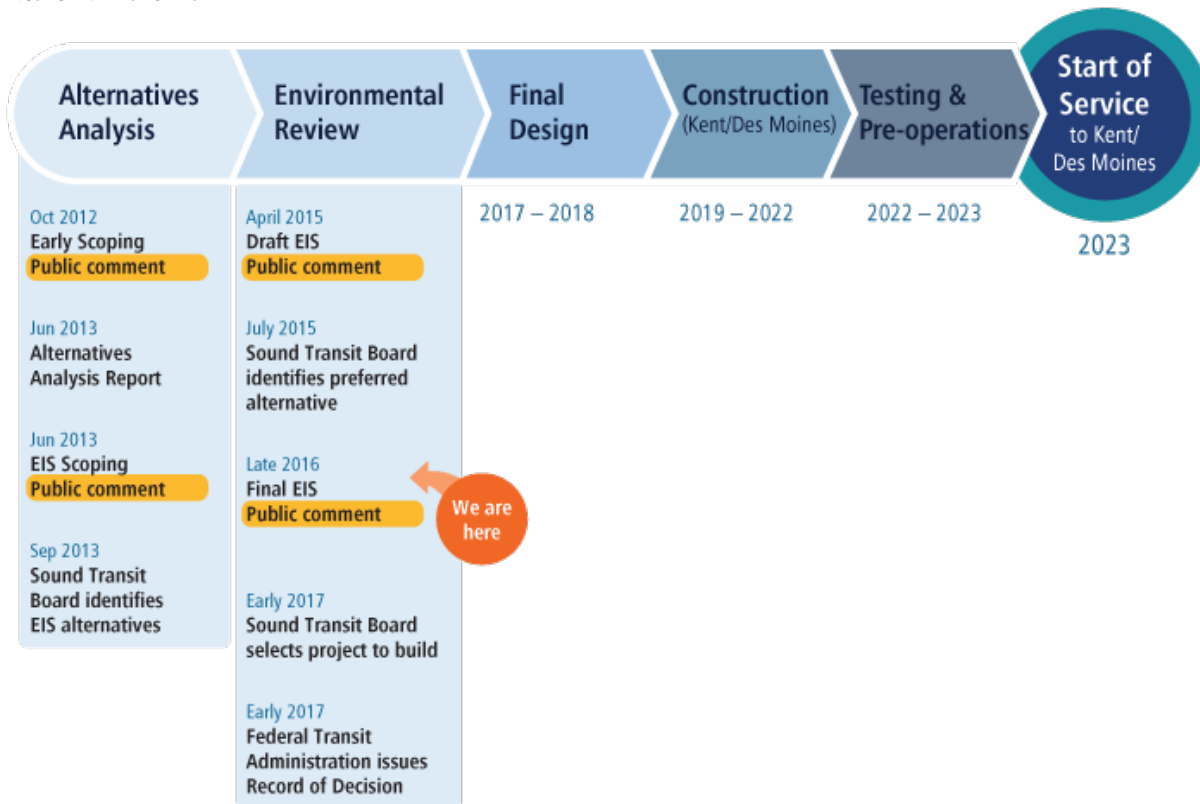 Alternatives
Analysis
Environmental
Review
Final
Design
Construction
(Kent/Des Moines)
Testing &
Pre-operations
Start of
Service
to Kent/
Des Moines
Oct 2012
Early Scoping
Public comment
Jun 2013
Alternatives
Analysis Report
Jun 2013
EIS Scoping
Public comment
Sep 2013
Sound Transit
Board identifies
EIS alternatives
April 2015
Draft EIS
Public comment
July 2015
Sound Transit Board
identifies preferred
alternative
Late 2016
Final EIS
Public comment
We are
here
Early 2017
Sound Transit Board
selects project to build
Early 2017
Federal Transit
Administration issues
Record of Decision
2017 – 2018
2019 – 2022
2022 – 2023
2023